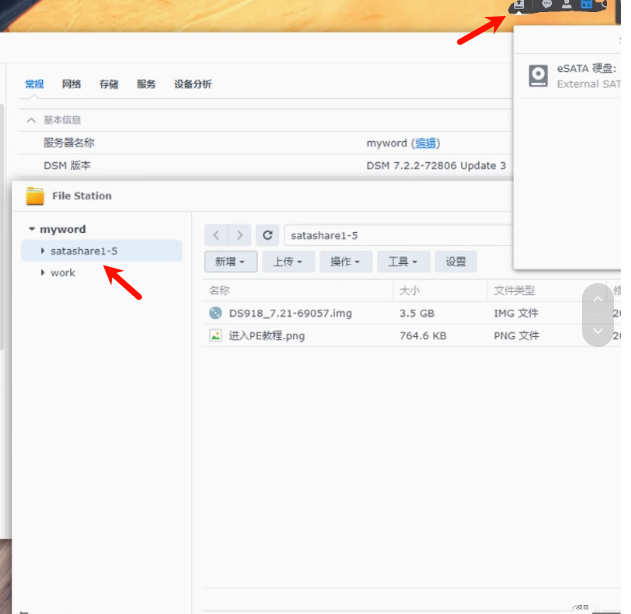 eSATA 硬盘:
External SAT
常规 网络 存储 服务 设备分析
基本信息
服务器名称 myword (编辑)
DSM 版本 DSM 7.2.2-72806 Update 3
File Station
myword
satashare1-5
work
satashare1-5
新增 上传 操作 工具 设置
名称 大小 文件类型
DS918_7.21-69057.img 3.5 GB IMG 文件
进入PE教程.png 764.6 KB PNG 文件